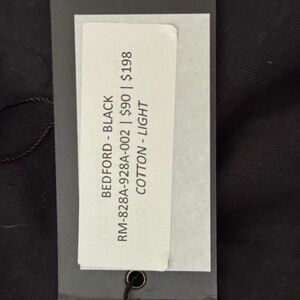 BEDFORD - BLACK
RM-828A-928A-002 | $90 | $198
COTTON - LIGHT